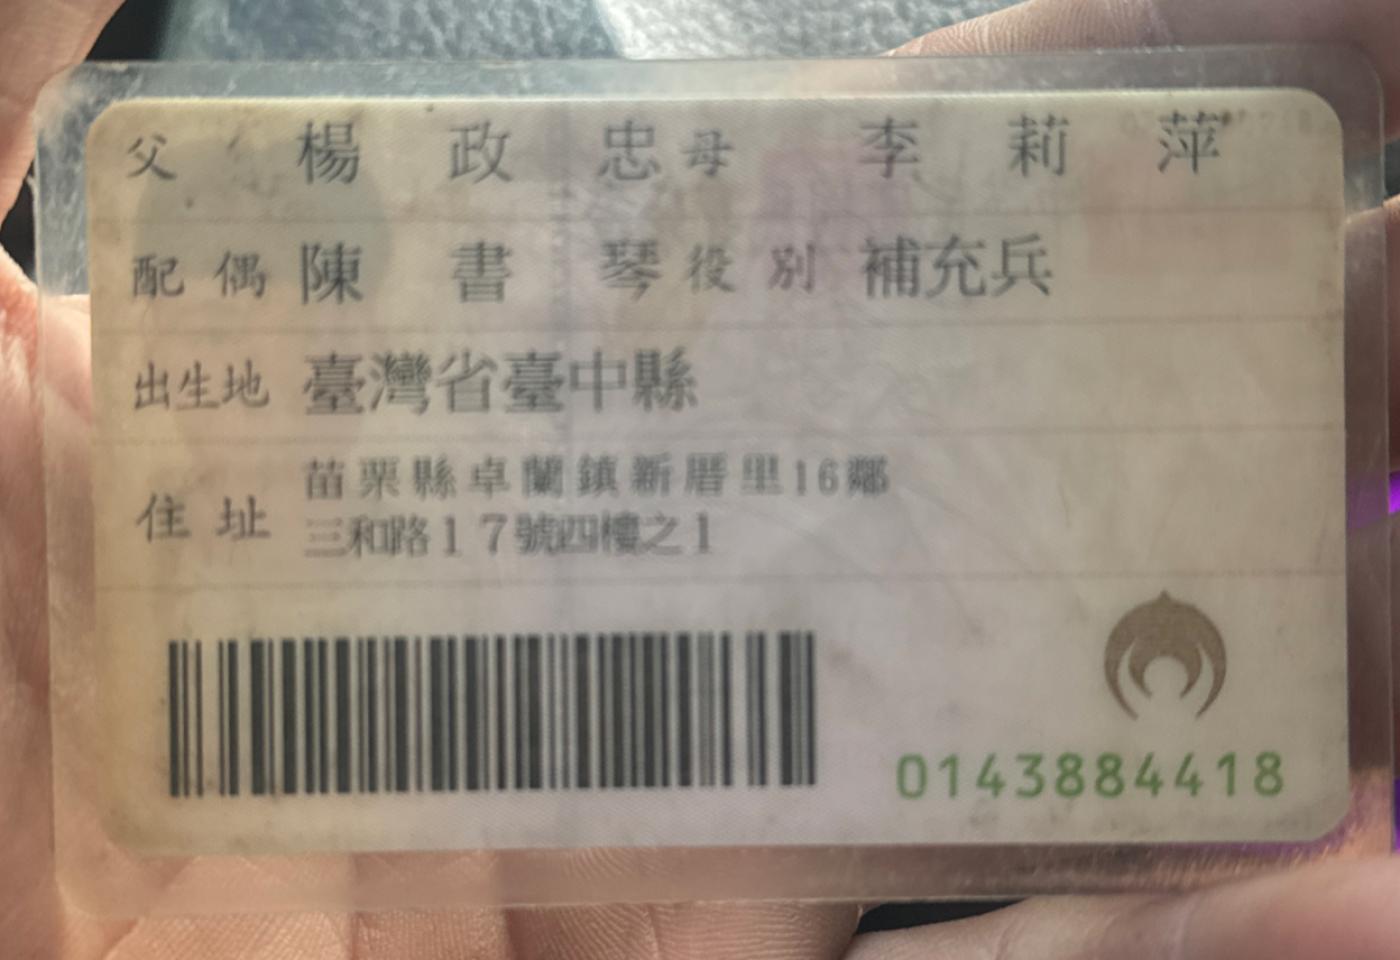 父 楊政忠 母 李莉萍
配偶 陳書琴 役別 補充兵
出生地 臺灣省臺中縣
住址 苗栗縣卓蘭鎮新厝里16鄰
三和路17號四樓之1
0143884418